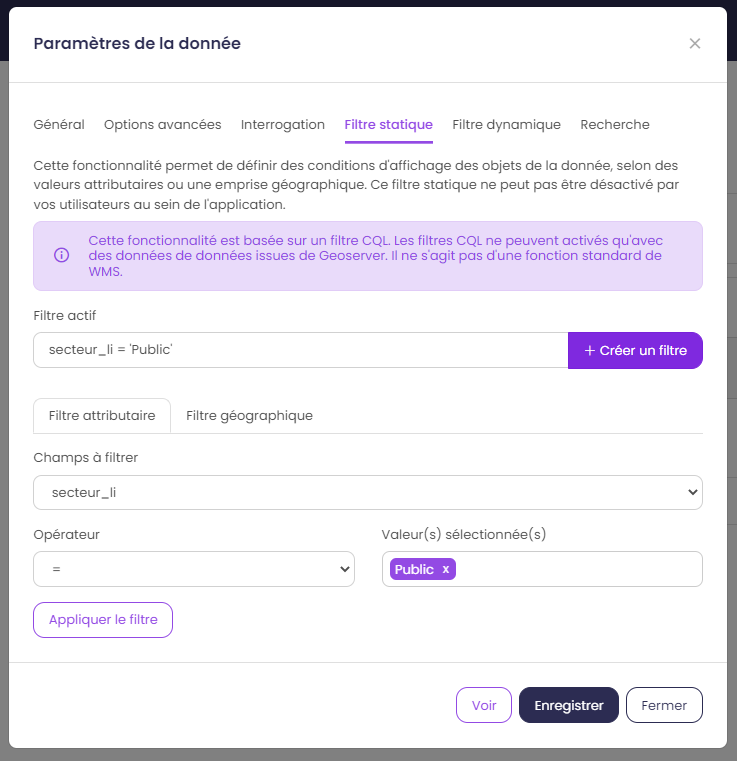 Paramètres de la donnée
Général Options avancées Interrogation Filtre statique Filtre dynamique Recherche
Cette fonctionnalité permet de définir des conditions d'affichage des objets de la donnée, selon des
valeurs attributaires ou une emprise géographique. Ce filtre statique ne peut pas être désactivé par
vos utilisateurs au sein de l'application.
Cette fonctionnalité est basée sur un filtre CQL. Les filtres CQL ne peuvent activés qu'avec
des données de données issues de Geoserver. Il ne s'agit pas d'une fonction standard de
WMS.
Filtre actif
secteur_li = 'Public'
+ Créer un filtre
Filtre attributaire Filtre géographique
Champs à filtrer
secteur_li
Opérateur Valeur(s) sélectionnée(s)
= Public x
Appliquer le filtre
Voir Enregistrer Fermer